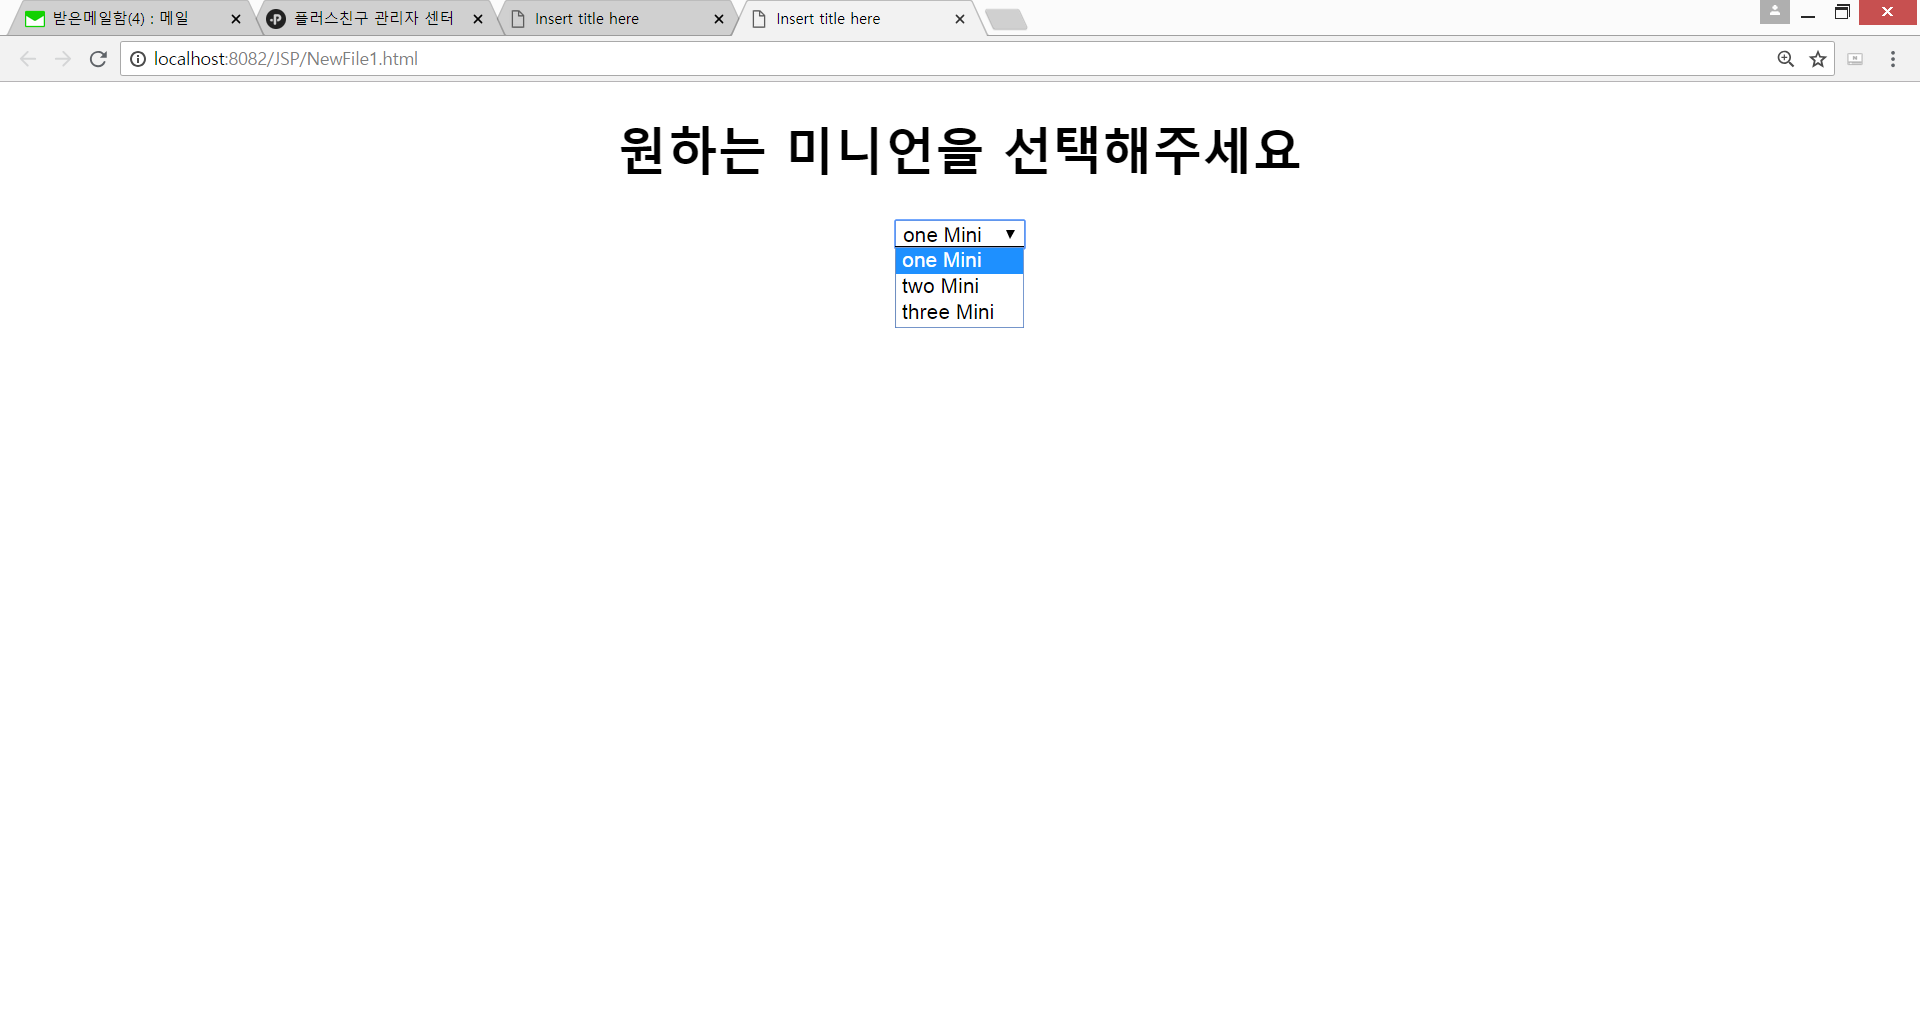 받은메일함(4) : 메일
플러스친구 관리자 센터
Insert title here
Insert title here
localhost:8082/JSP/NewFile1.html
원하는 미니언을 선택해주세요
one Mini
one Mini
two Mini
three Mini